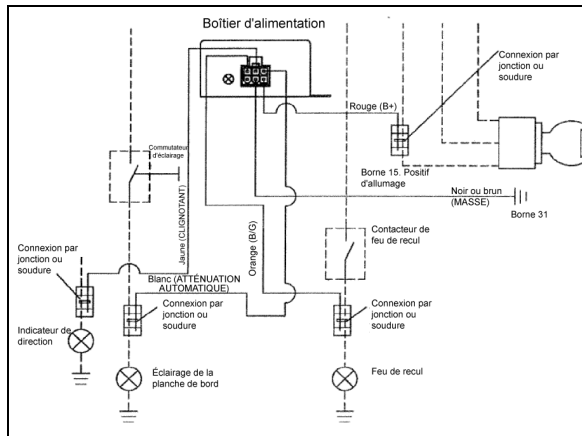 Boîtier d'alimentation
Connexion par
jonction ou
soudure
Rouge (B+)
Commutateur
d'éclairage
Borne 15. Positif
d'allumage
Noir ou brun
(MASSE)
Borne 31
Jaune (CLIGNOTANT)
Orange (B/G)
Contacteur de
feu de recul
Connexion par
jonction ou
soudure
Blanc (ATTÉNUATION
AUTOMATIQUE)
Connexion par
jonction ou
soudure
Connexion par
jonction ou
soudure
Indicateur de
direction
Éclairage de la
planche de bord
Feu de recul